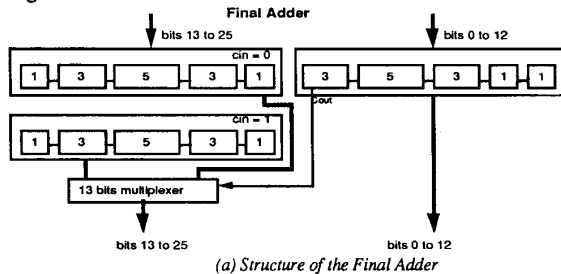 Final Adder
bits 13 to 25
bits 0 to 12
cin = 0
1 3 5 3 1
3 5 3 1 1
Cout
cin = 1
1 3 5 3 1
13 bits multiplexer
bits 13 to 25
bits 0 to 12
(a) Structure of the Final Adder